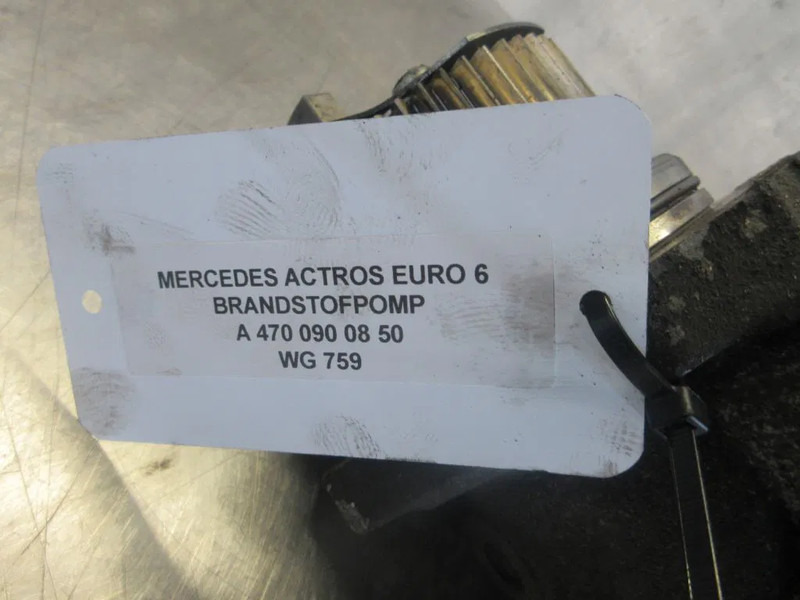 MERCEDES ACTROS EURO 6
BRANDSTOFPOMP
A 470 090 08 50
WG 759